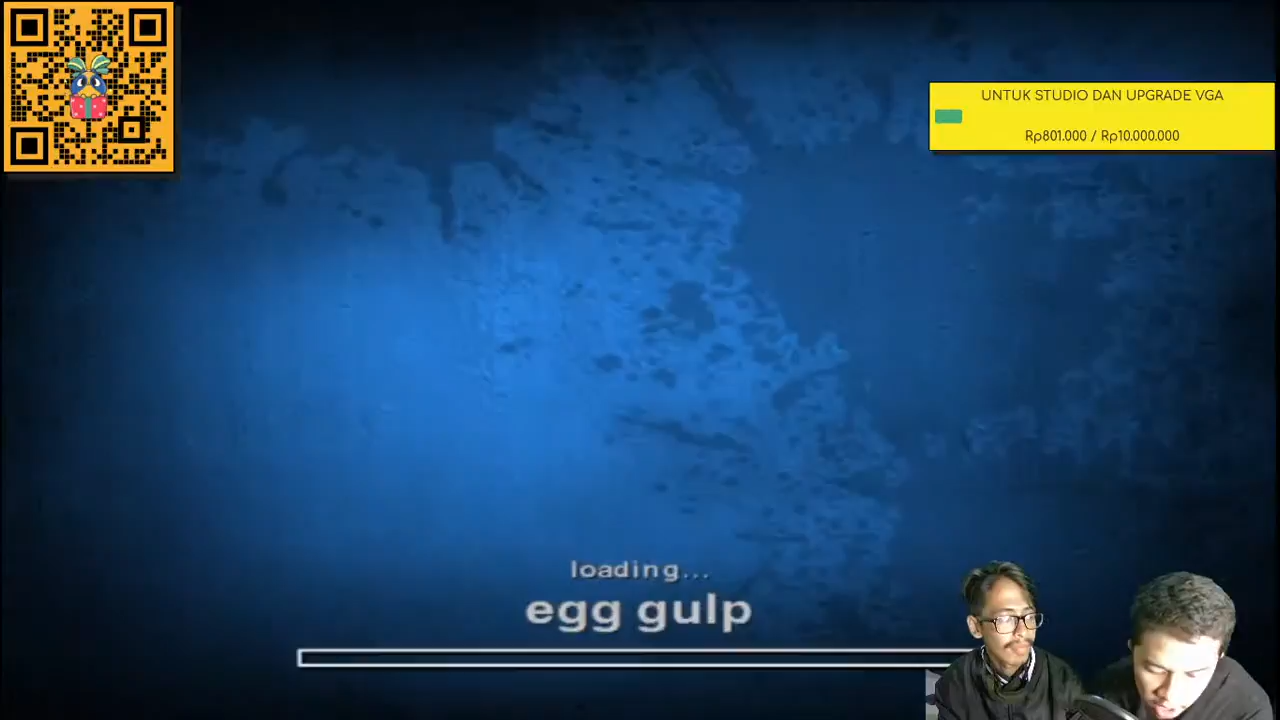 UNTUK STUDIO DAN UPGRADE VGA
Rp801.000 / Rp10.000.000
loading...
egg gulp